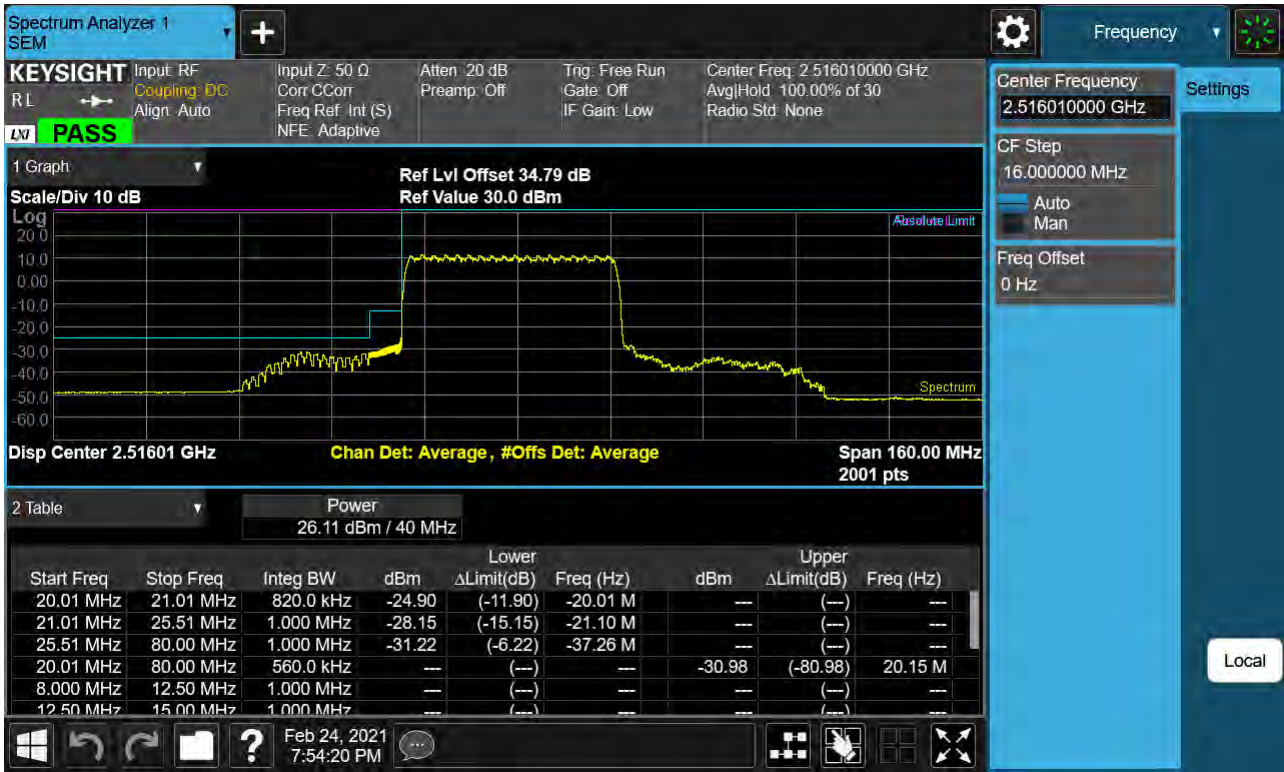 Spectrum Analyzer 1
SEM
Frequency
KEYSIGHT
RL
LXI
PASS
Input: RF
Coupling: DC
Align: Auto
Input Z: 50 Ω
Corr CCorr
Freq Ref: Int (S)
NFE: Adaptive
Atten: 20 dB
Preamp: Off
Trig: Free Run
Gate: Off
IF Gain: Low
Center Freq: 2.516010000 GHz
Avg|Hold: 100.00% of 30
Radio Std: None
Center Frequency
2.516010000 GHz
Settings
CF Step
16.000000 MHz
Auto
Man
Freq Offset
0 Hz
1 Graph
Scale/Div 10 dB
Ref Lvl Offset 34.79 dB
Ref Value 30.0 dBm
Log
Absolute Limit
20.0
10.0
0.00
-10.0
-20.0
-30.0
-40.0
-50.0
-60.0
Spectrum
Disp Center 2.51601 GHz
Chan Det: Average, #Offs Det: Average
Span 160.00 MHz
2001 pts
2 Table
Power
26.11 dBm / 40 MHz
Lower Upper
Start Freq Stop Freq Integ BW dBm ΔLimit(dB) Freq (Hz) dBm ΔLimit(dB) Freq (Hz)
20.01 MHz 21.01 MHz 820.0 kHz -24.90 (-11.90) -20.01 M --- (---) ---
21.01 MHz 25.51 MHz 1.000 MHz -28.15 (-15.15) -21.10 M --- (---) ---
25.51 MHz 80.00 MHz 1.000 MHz -31.22 (-6.22) -37.26 M --- (---) ---
20.01 MHz 80.00 MHz 560.0 kHz --- (---) --- -30.98 (-80.98) 20.15 M
8.000 MHz 12.50 MHz 1.000 MHz --- (---) --- --- (---) ---
12.50 MHz 15.00 MHz 1.000 MHz --- (---) --- --- (---) ---
Local
Feb 24, 2021
7:54:20 PM